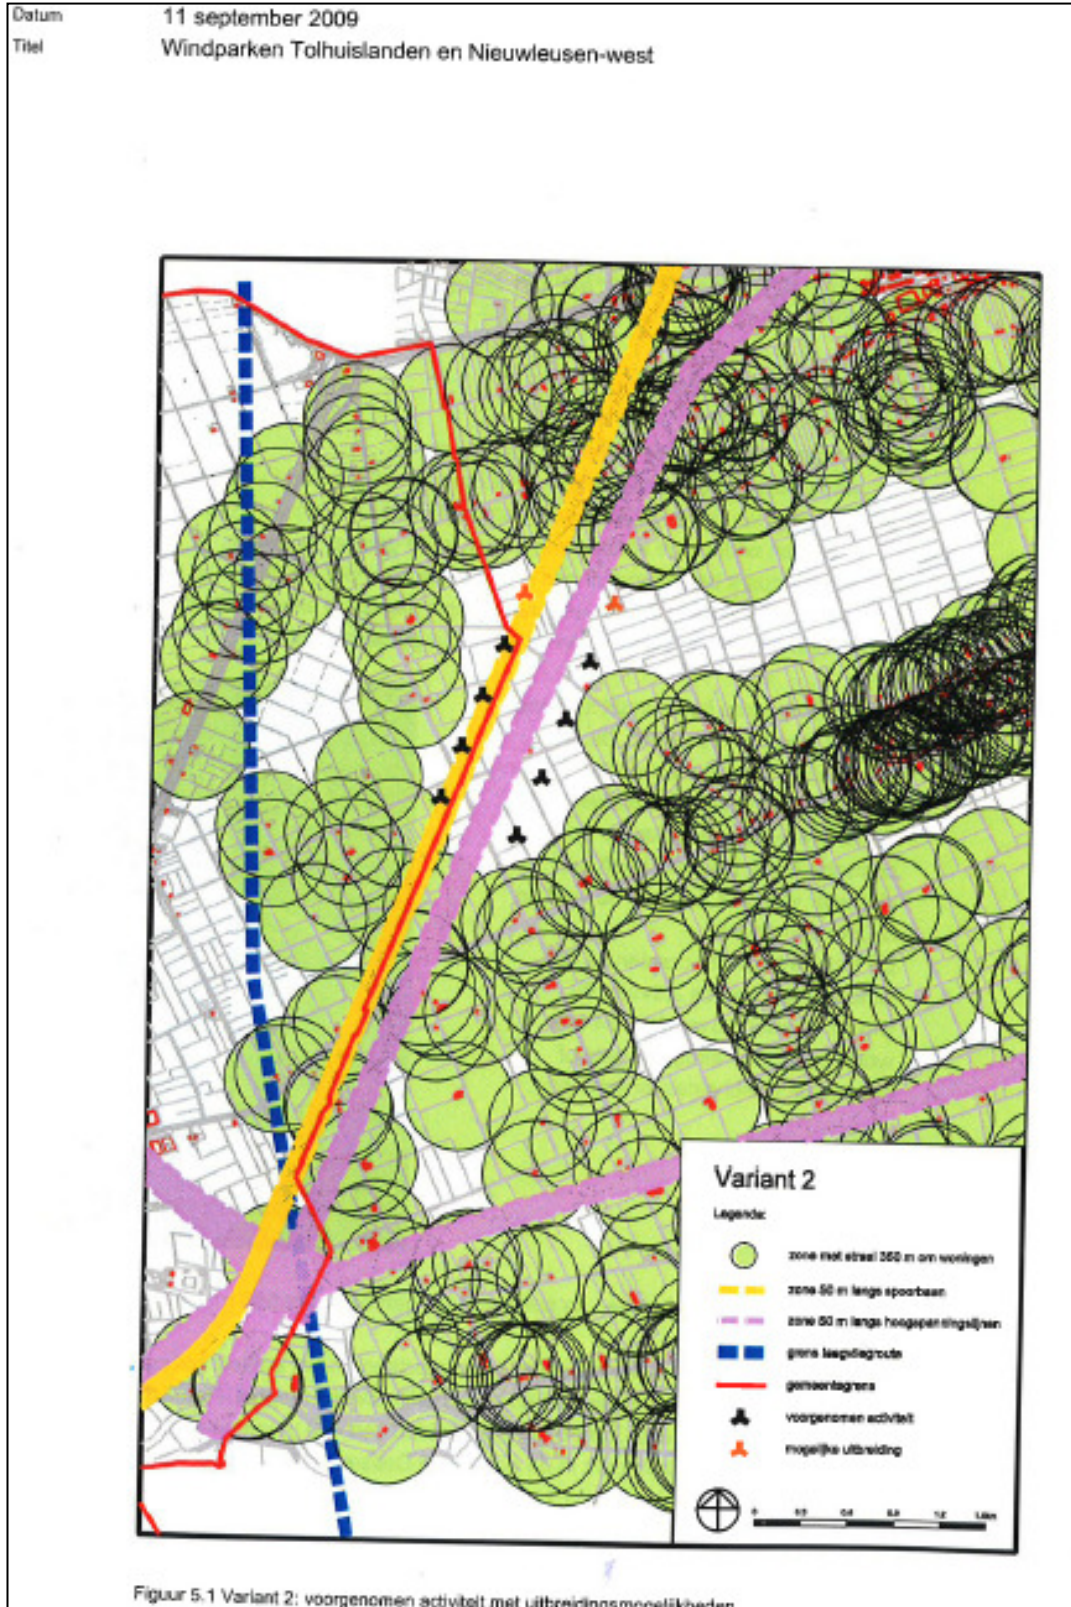 Datum 11 september 2009
Titel Windparken Tolhuislanden en Nieuwleusen-west
Variant 2
Legenda:
zone met straal 350 m om woningen
zone 50 m langs spoorbaan
zone 50 m langs hoogspanningslijnen
grens laagvliegroute
gemeentegrens
voorgenomen activiteit
mogelijke uitbreiding
0
Figuur 5.1 Variant 2: voorgenomen activiteit met uitbreidingsmogelijkheden